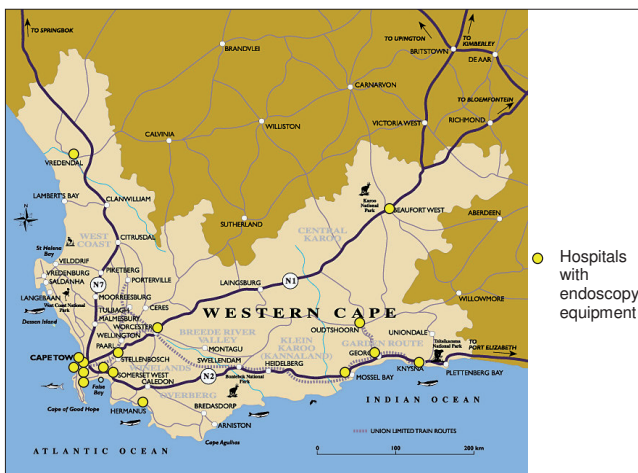 TO SPRINGBOK
TO UPINGTON
TO
KIMBERLEY
BRANDVLEI
BRITSTOWN
DE AAR
CARNARVON
TO BLOEMFONTEIN
WILLISTON
VICTORIA WEST
RICHMOND
CALVINIA
VREDENDAL
LAMBERT'S BAY
CLANWILLIAM
Karoo
National
Park
BEAUFORT WEST
ABERDEEN
N
SUTHERLAND
CITRUSDAL
WEST
COAST
CENTRAL
KAROO
St Helena
Bay
VELDDRIF
PIKETBERG
VREDENBURG
PORTERVILLE
SALDANHA
N7
N1
West Coast National
Park
LAINGSBURG
WILLOWMORE
LANGEBAAN
MOORREESBURG
CERES
Dassen Island
TULBAGH
MALMESBURY
WESTERN CAPE
WORCESTER
OUDTSHOORN
UNIONDALE
WELLINGTON
BREEDE RIVER
VALLEY
KLEIN
KAROO
(KANNALAND)
GARDEN ROUTE
Tsitsikamma
National Park
PAARL
MONTAGU
GEORG
TO
PORT ELIZABETH
CAPE TOW
STELLENBOSCH
SWELLENDAM
WINELANDS
HEIDELBERG
KNYSNA
PLETTENBERG BAY
SOMERSET WEST
N2
Bontebok National Park
MOSSEL BAY
False
Bay
CALEDON
OVERBERG
INDIAN OCEAN
Cape of Good Hope
HERMANUS
BREDASDORP
ARNISTON
UNION LIMITED TRAIN ROUTES
Cape Agulhas
ATLANTIC OCEAN
0 100 200 km
Hospitals
with
endoscopy
equipment